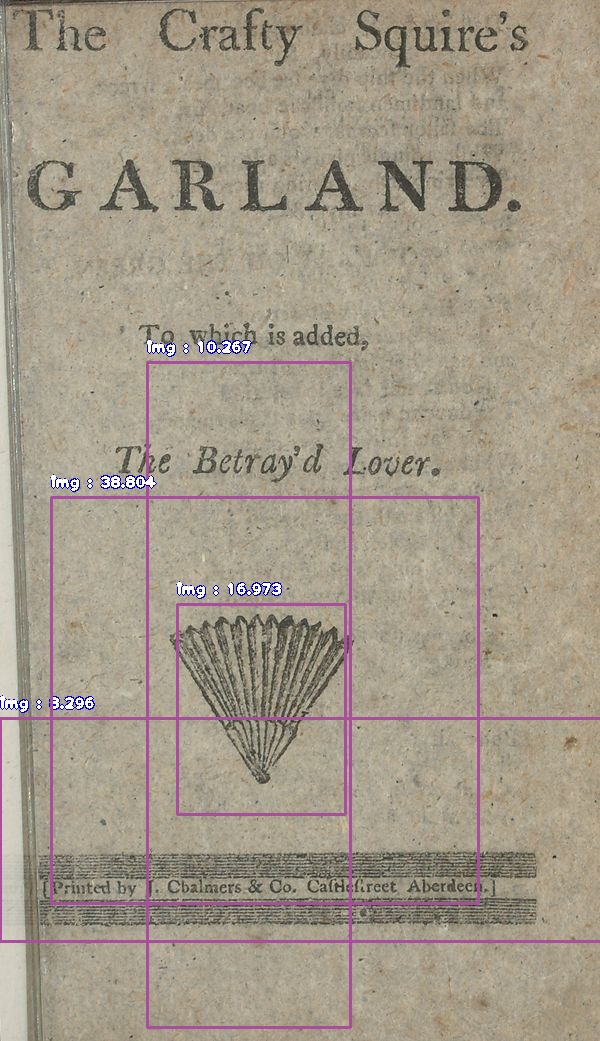 The Crafty Squire's
GARLAND.
To which is added,
img : 10.267
The Betray'd Lover.
img : 38.804
img : 16.973
img : 3.296
[Printed by J. Chalmers & Co. Castlestreet Aberdeen.]